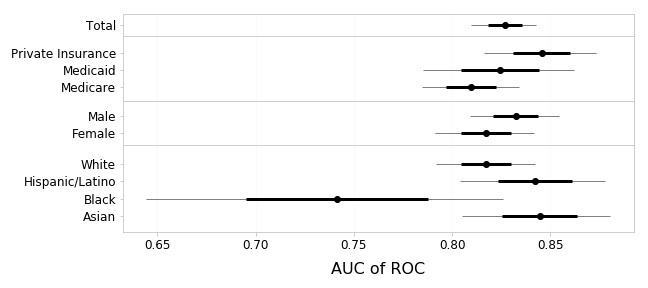 Total
Private Insurance
Medicaid
Medicare
Male
Female
White
Hispanic/Latino
Black
Asian
0.65 0.70 0.75 0.80 0.85
AUC of ROC